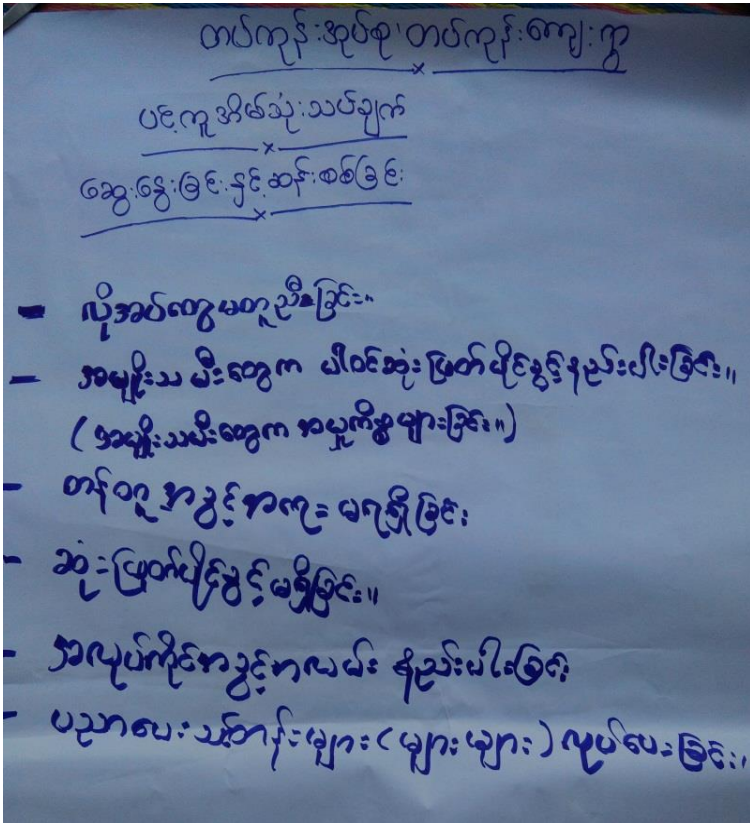 တပ်ကုန်းအုပ်စု၊ တပ်ကုန်းကျေးရွာ
ပင့်ကူအိမ်သုံးသပ်ချက်
ဆွေးနွေးခြင်းနှင့်ဆန်းစစ်ခြင်း
- လိုအပ်တွေမတူညီခြင်း။
- အမျိုးသမီးတွေက ပါဝင်ဆုံးဖြတ်ပိုင်ခွင့်နည်းပါးခြင်း။
(အမျိုးသမီးတွေက အမှုကိစ္စများခြင်း။)
- တန်းတူအခွင့်အရေး မရရှိခြင်း
- ဆုံးဖြတ်ပိုင်ခွင့်မရှိခြင်း။
- အလုပ်ကိုင်အခွင့်အလမ်း နည်းပါးခြင်း
- ပညာပေးသင်တန်းများ (များများ) လုပ်ပေးခြင်း။